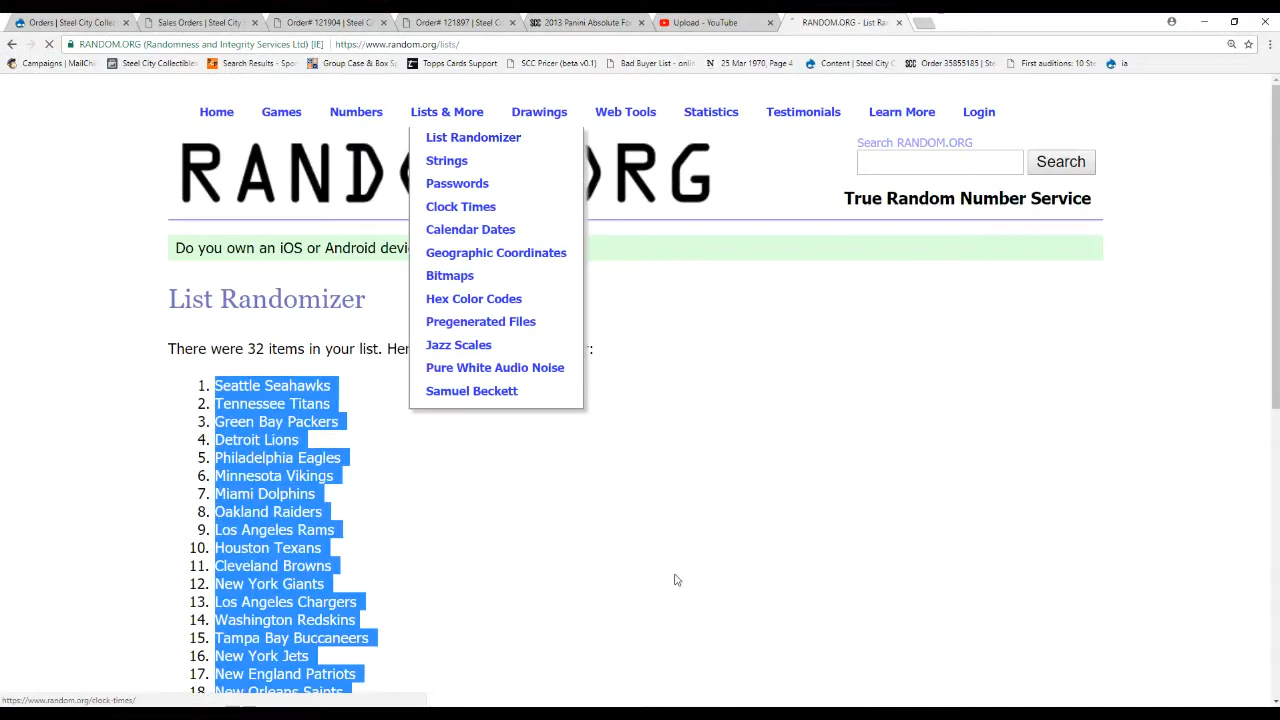 Orders | Steel City Collec
Sales Orders | Steel City
Order# 121904 | Steel Ci
Order# 121897 | Steel C
2013 Panini Absolute Fo
Upload - YouTube
RANDOM.ORG - List Ra
RANDOM.ORG (Randomness and Integrity Services Ltd) [IE] https://www.random.org/lists/
Campaigns | MailChi
Steel City Collectibles
Search Results - Spo
Group Case & Box Sp
Topps Cards Support
SCC Pricer (beta v0.1)
Bad Buyer List - onlin
25 Mar 1970, Page 4
Content | Steel City C
Order 35855185 | Ste
First auditions: 10 Ste
ia
Home Games Numbers Lists & More Drawings Web Tools Statistics Testimonials Learn More Login
List Randomizer
Strings
Passwords
Clock Times
Calendar Dates
Geographic Coordinates
Bitmaps
Hex Color Codes
Pregenerated Files
Jazz Scales
Pure White Audio Noise
Samuel Beckett
RAND RG
Search RANDOM.ORG
Search
True Random Number Service
Do you own an iOS or Android devi
List Randomizer
There were 32 items in your list. Her r:
1. Seattle Seahawks
2. Tennessee Titans
3. Green Bay Packers
4. Detroit Lions
5. Philadelphia Eagles
6. Minnesota Vikings
7. Miami Dolphins
8. Oakland Raiders
9. Los Angeles Rams
10. Houston Texans
11. Cleveland Browns
12. New York Giants
13. Los Angeles Chargers
14. Washington Redskins
15. Tampa Bay Buccaneers
16. New York Jets
17. New England Patriots
18. New Orleans Saints
https://www.random.org/clock-times/